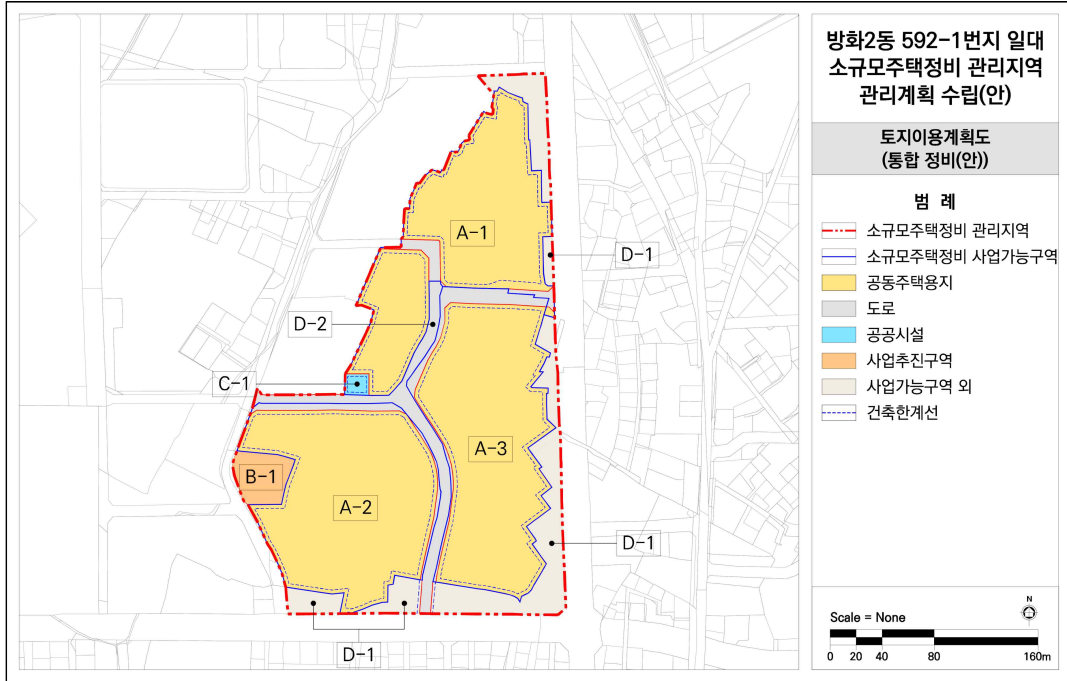 방화2동 592-1번지 일대
소규모주택정비 관리지역
관리계획 수립(안)
토지이용계획도
(통합 정비(안))
범 례
소규모주택정비 관리지역
소규모주택정비 사업가능구역
공동주택용지
도로
공공시설
사업추진구역
사업가능구역 외
건축한계선
A-1
D-1
D-2
C-1
A-3
B-1
A-2
D-1
D-1
N
Scale = None
0 20 40 80 160m